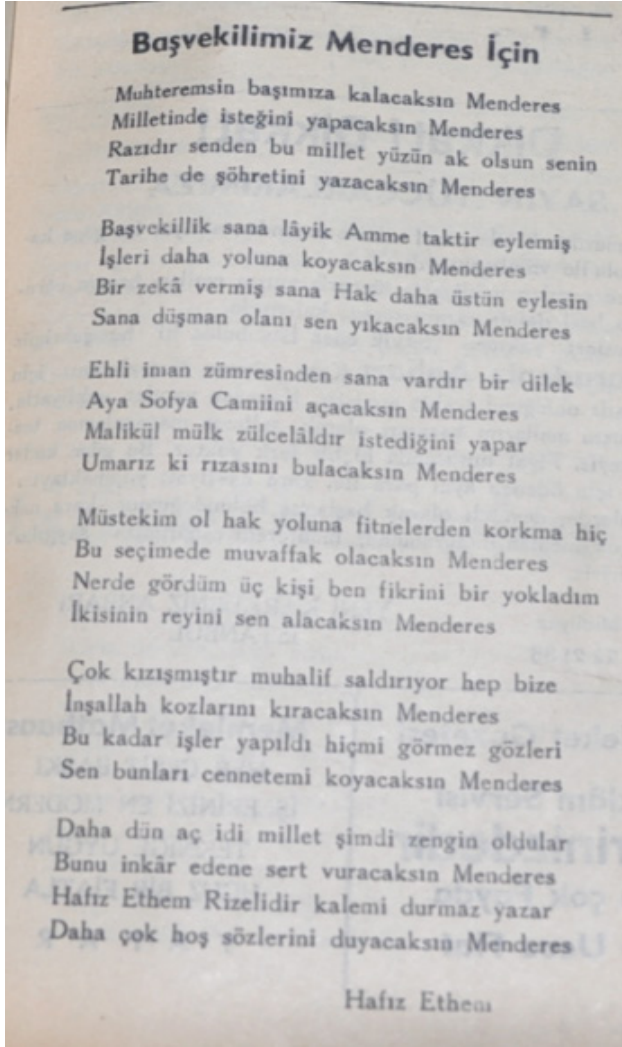 Başvekilimiz Menderes İçin
Muhteremsin başımıza kalacaksın Menderes
Milletinde isteğini yapacaksın Menderes
Razıdır senden bu millet yüzün ak olsun senin
Tarihe de şöhretini yazacaksın Menderes
Başvekillik sana lâyik Amme taktir eylemiş
İşleri daha yoluna koyacaksın Menderes
Bir zekâ vermiş sana Hak daha üstün eylesin
Sana düşman olanı sen yıkacaksın Menderes
Ehli iman zümresinden sana vardır bir dilek
Aya Sofya Camiini açacaksın Menderes
Malikül mülk zülcelâldır istediğini yapar
Umarız ki rızasını bulacaksın Menderes
Müstekim ol hak yoluna fitnelerden korkma hiç
Bu seçimede muvaffak olacaksın Menderes
Nerde gördüm üç kişi ben fikrini bir yokladım
İkisinin reyini sen alacaksın Menderes
Çok kızışmıştır muhalif saldırıyor hep bize
İnşallah kozlarını kıracaksın Menderes
Bu kadar işler yapıldı hiçmi görmez gözleri
Sen bunları cennetemi koyacaksın Menderes
Daha dün aç idi millet şimdi zengin oldular
Bunu inkâr edene sert vuracaksın Menderes
Hafız Ethem Rizelidir kalemi durmaz yazar
Daha çok hoş sözlerini duyacaksın Menderes
Hafız Ethem